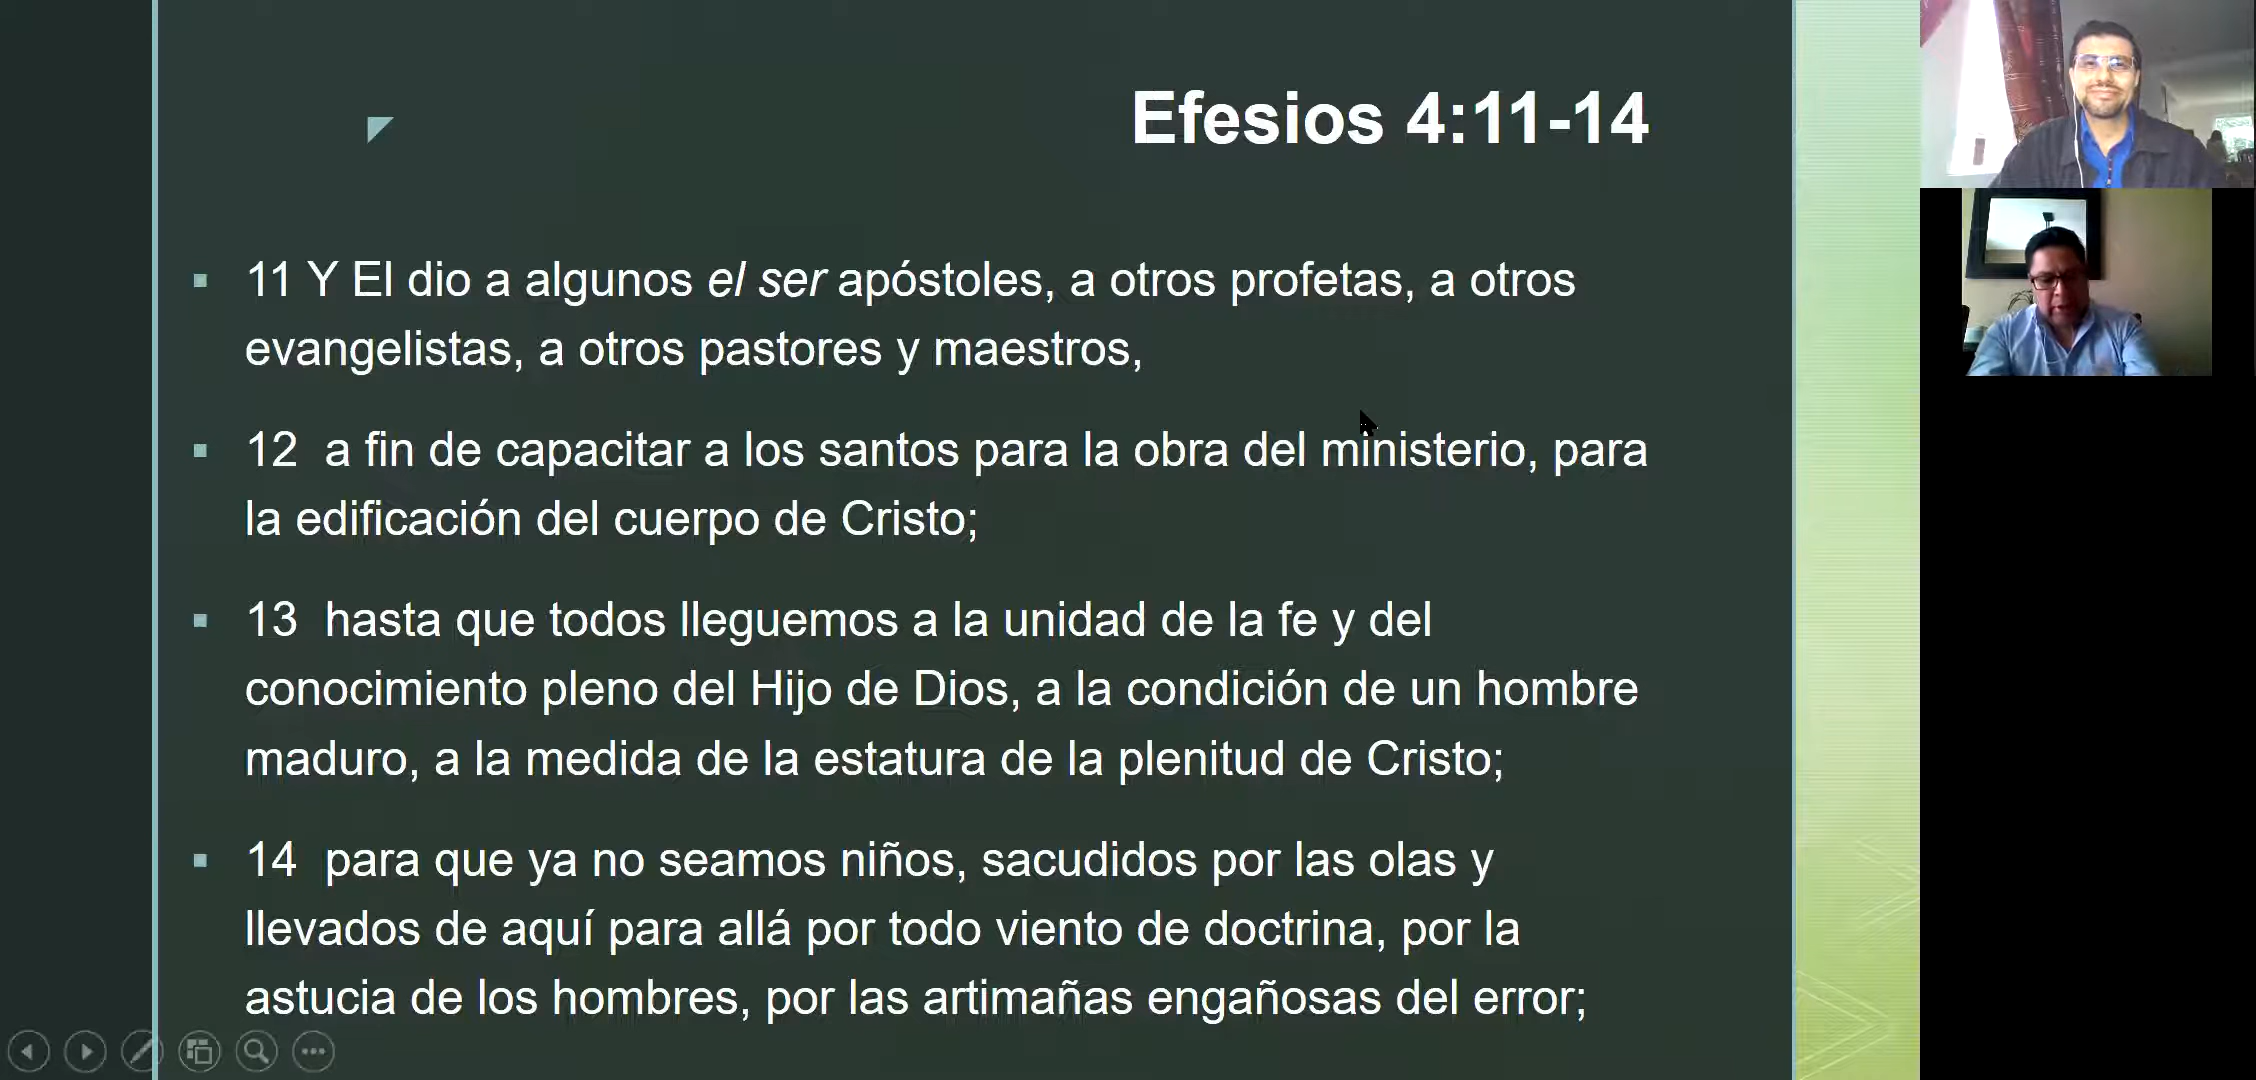 Efesios 4:11-14
11 Y El dio a algunos el ser apóstoles, a otros profetas, a otros
evangelistas, a otros pastores y maestros,
12  a fin de capacitar a los santos para la obra del ministerio, para
la edificación del cuerpo de Cristo;
13  hasta que todos lleguemos a la unidad de la fe y del
conocimiento pleno del Hijo de Dios, a la condición de un hombre
maduro, a la medida de la estatura de la plenitud de Cristo;
14  para que ya no seamos niños, sacudidos por las olas y
llevados de aquí para allá por todo viento de doctrina, por la
astucia de los hombres, por las artimañas engañosas del error;